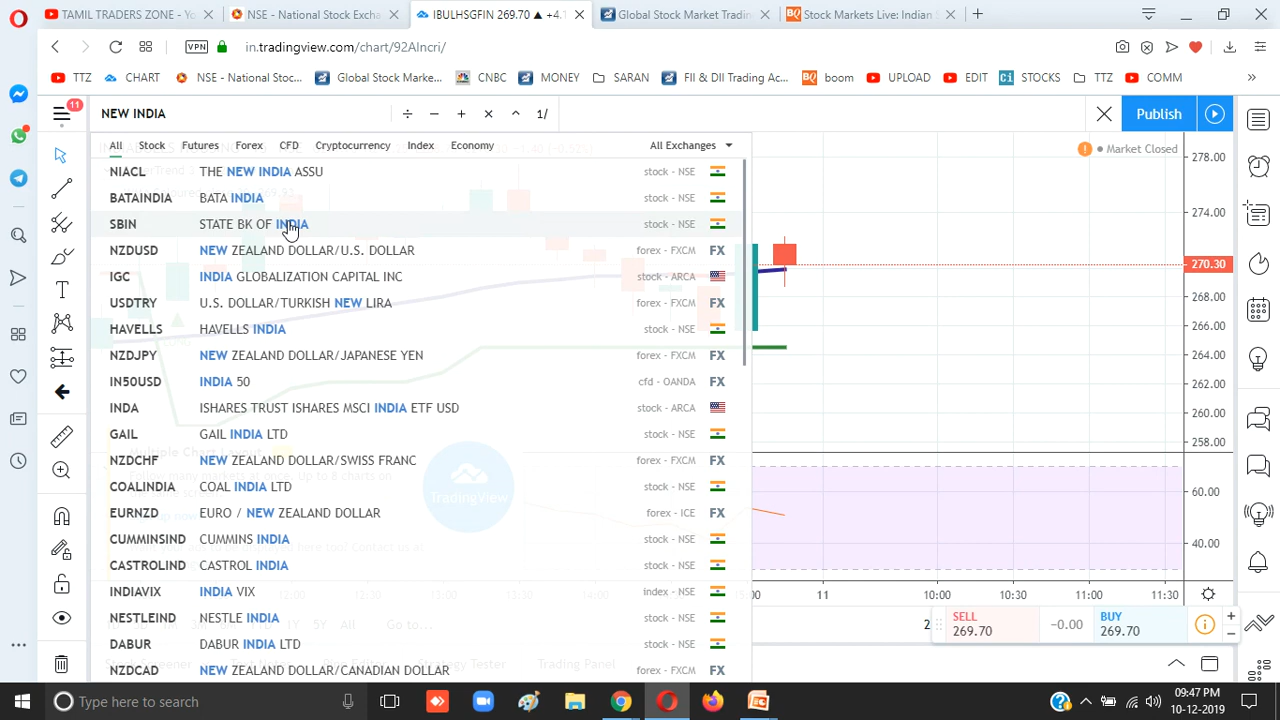 TAMIL TRADERS ZONE - Yo
NSE - National Stock Excha
IBULHSGFIN 269.70 ▲ +4.1
Global Stock Market Tradin
Stock Markets Live: Indian S
VPN
in.tradingview.com/chart/92AIncri/
TTZ
CHART
NSE - National Stoc...
Global Stock Marke...
CNBC
MONEY
SARAN
FII & DII Trading Ac...
boom
UPLOAD
EDIT
STOCKS
TTZ
COMM
»
11
NEW INDIA
÷ − + × ^ 1/
Publish
All Stock Futures Forex CFD Cryptocurrency Index Economy All Exchanges
Market Closed
NIACL THE NEW INDIA ASSU stock - NSE
BATAINDIA BATA INDIA stock - NSE
SBIN STATE BK OF INDIA stock - NSE
NZDUSD NEW ZEALAND DOLLAR/U.S. DOLLAR forex - FXCM FX
IGC INDIA GLOBALIZATION CAPITAL INC stock - ARCA
USDTRY U.S. DOLLAR/TURKISH NEW LIRA forex - FXCM FX
HAVELLS HAVELLS INDIA stock - NSE
NZDJPY NEW ZEALAND DOLLAR/JAPANESE YEN forex - FXCM FX
IN50USD INDIA 50 cfd - OANDA FX
INDA ISHARES TRUST ISHARES MSCI INDIA ETF USD stock - ARCA
GAIL GAIL INDIA LTD stock - NSE
NZDCHF NEW ZEALAND DOLLAR/SWISS FRANC forex - FXCM FX
COALINDIA COAL INDIA LTD stock - NSE
EURNZD EURO / NEW ZEALAND DOLLAR forex - ICE FX
CUMMINSIND CUMMINS INDIA stock - NSE
CASTROLIND CASTROL INDIA stock - NSE
INDIAVIX INDIA VIX index - NSE
NESTLEIND NESTLE INDIA stock - NSE
DABUR DABUR INDIA LTD stock - NSE
NZDCAD NEW ZEALAND DOLLAR/CANADIAN DOLLAR forex - FXCM FX
TradingView
278.00
274.00
270.30
268.00
266.00
264.00
262.00
260.00
258.00
60.00
40.00
11 10:00 10:30 11:00 11:30
SELL
269.70
−0.00
BUY
269.70
Stock Screener Text Notes Pine Editor Strategy Tester Trading Panel
Type here to search
09:47 PM
10-12-2019